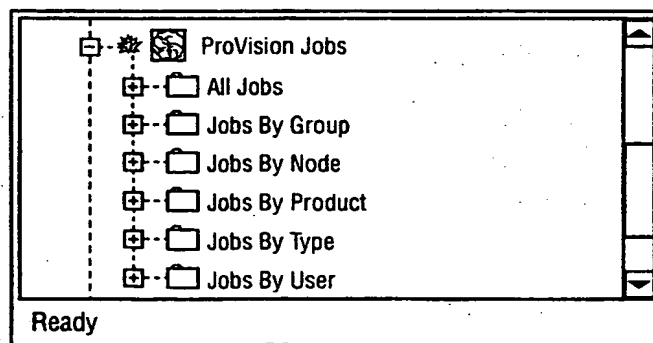 ProVision Jobs
All Jobs
Jobs By Group
Jobs By Node
Jobs By Product
Jobs By Type
Jobs By User
Ready